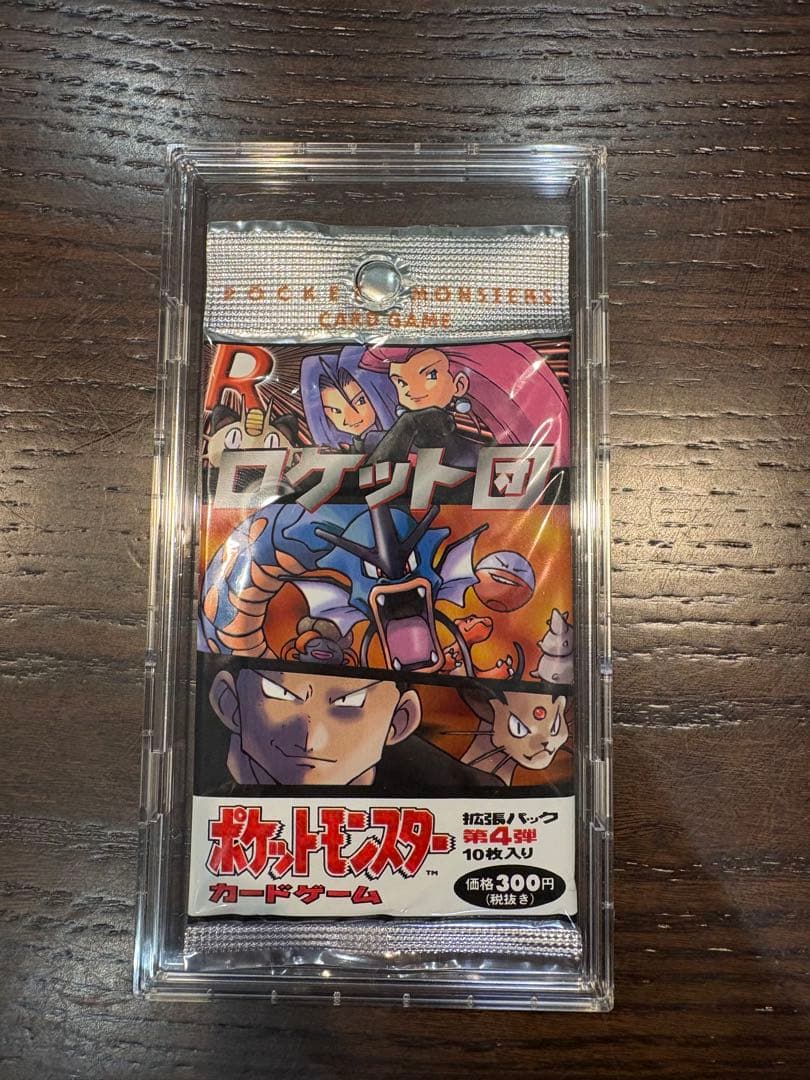 POCKET MONSTERS
CARD GAME
R
ロケット団
ポケットモンスター
TM
カードゲーム
拡張パック
第4弾
10枚入り
価格300円
(税抜き)